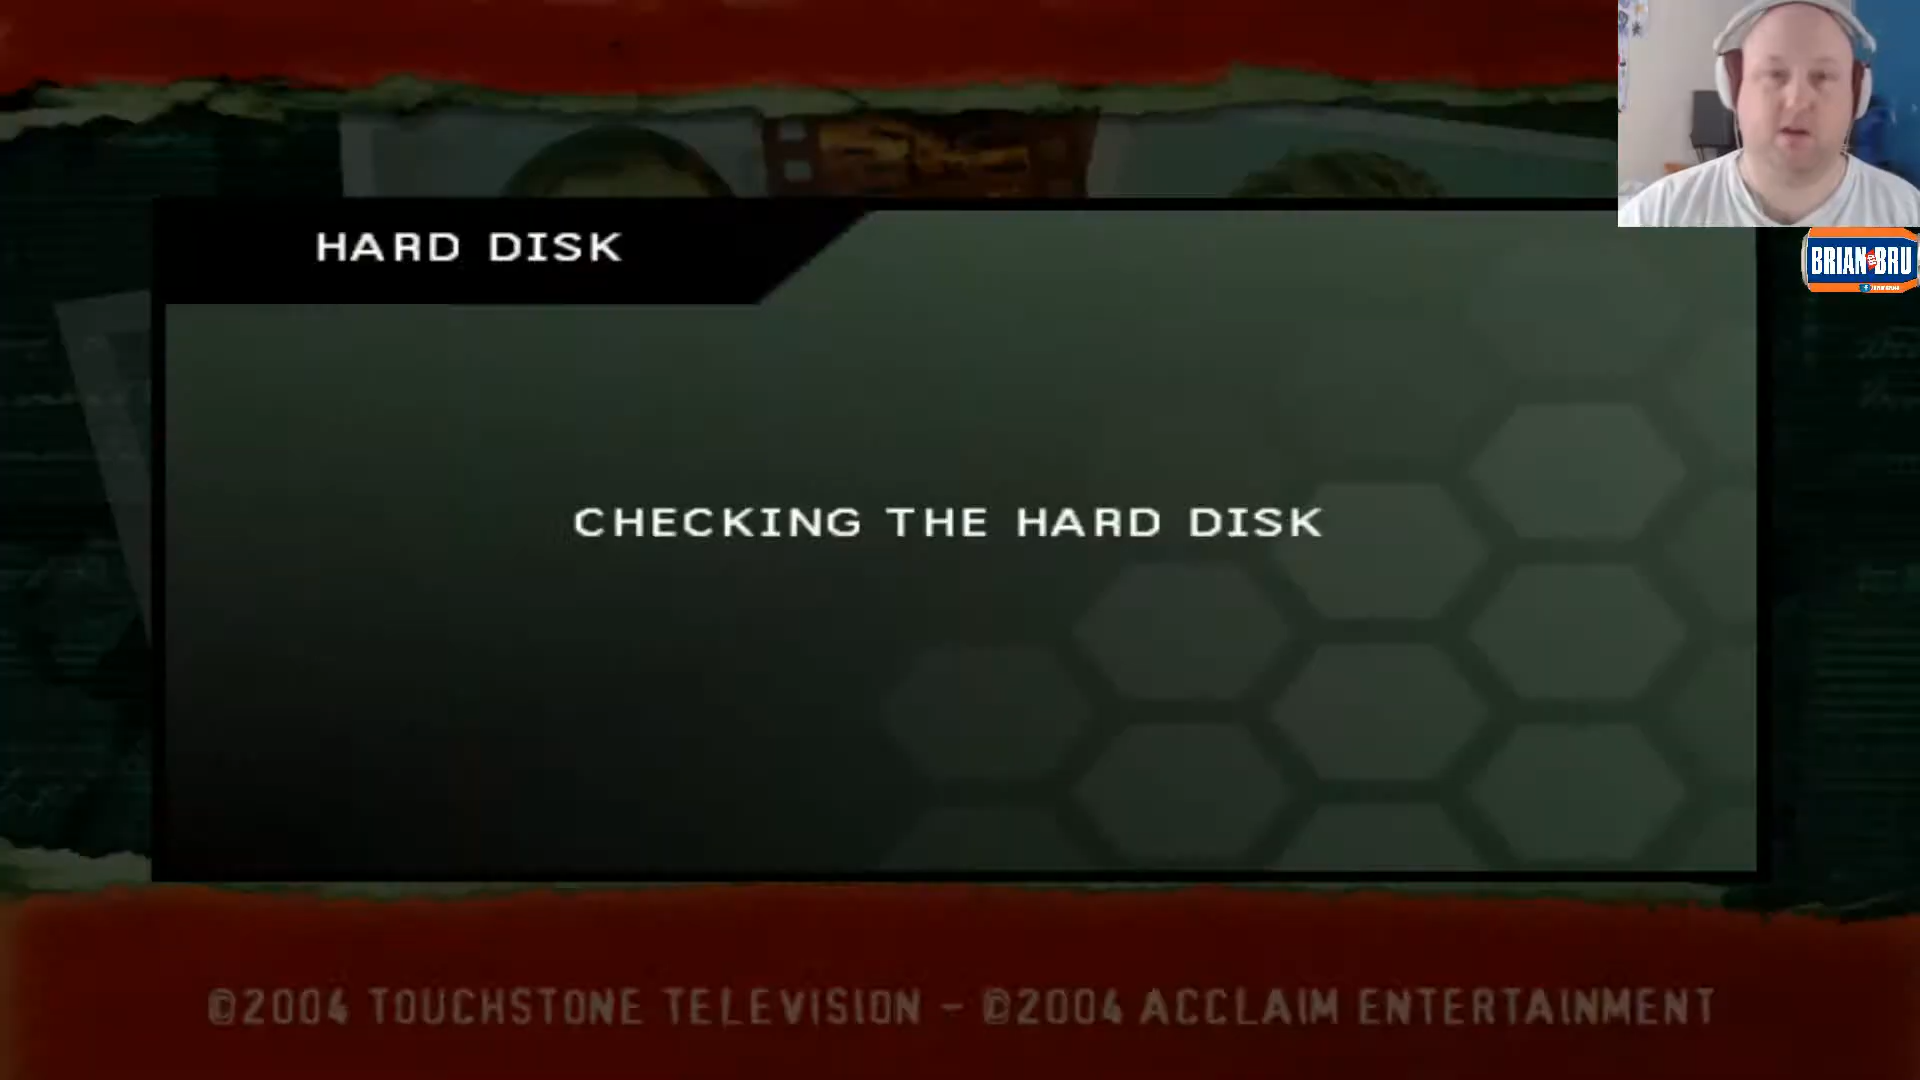 HARD DISK
BRIAN BRU
CHECKING THE HARD DISK
©2004 TOUCHSTONE TELEVISION - ©2004 ACCLAIM ENTERTAINMENT